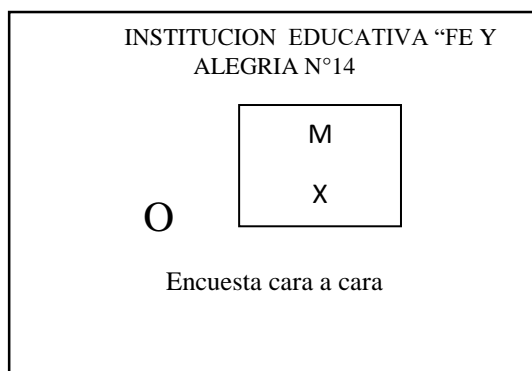 INSTITUCION EDUCATIVA “FE Y
ALEGRIA N°14
M
X
O
Encuesta cara a cara